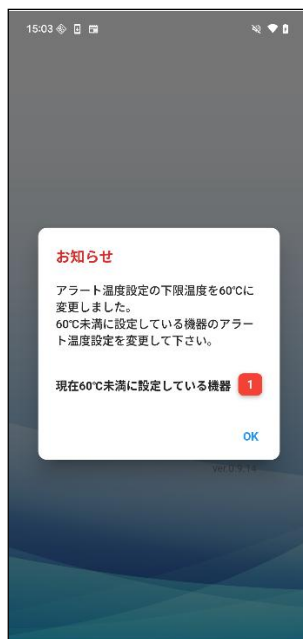 15:03
お知らせ
アラート温度設定の下限温度を60℃に
変更しました。
60℃未満に設定している機器のアラー
ト温度設定を変更して下さい。
現在60℃未満に設定している機器 1
OK
Ver.0.9.14